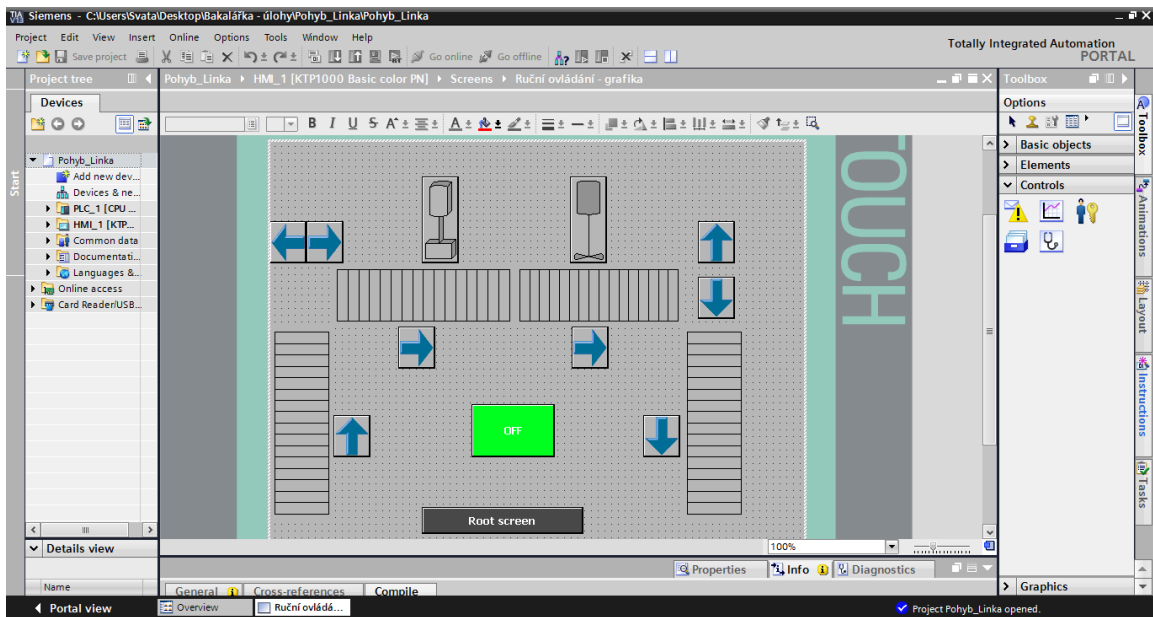 Siemens - C:\Users\Svata\Desktop\Bakalářka - úlohy\Pohyb_Linka\Pohyb_Linka
Project Edit View Insert Online Options Tools Window Help
Totally Integrated Automation
PORTAL
Save project
Go online
Go offline
Project tree
Pohyb_Linka HMI_1 [KTP1000 Basic color PN] Screens Ruční ovládání - grafika
Toolbox
Devices
Options
B I U S A
Pohyb_Linka
Add new dev...
Devices & ne...
PLC_1 [CPU ...
HMI_1 [KTP...
Common data
Documentati...
Languages &...
Online access
Card Reader/USB...
Start
TOUCH
OFF
Root screen
Basic objects
Elements
Controls
Graphics
Toolbox
Animations
Layout
Instructions
Tasks
100%
Details view
Name
Properties
Info
Diagnostics
General
Cross-references
Compile
Portal view
Overview
Ruční ovládá...
Project Pohyb_Linka opened.